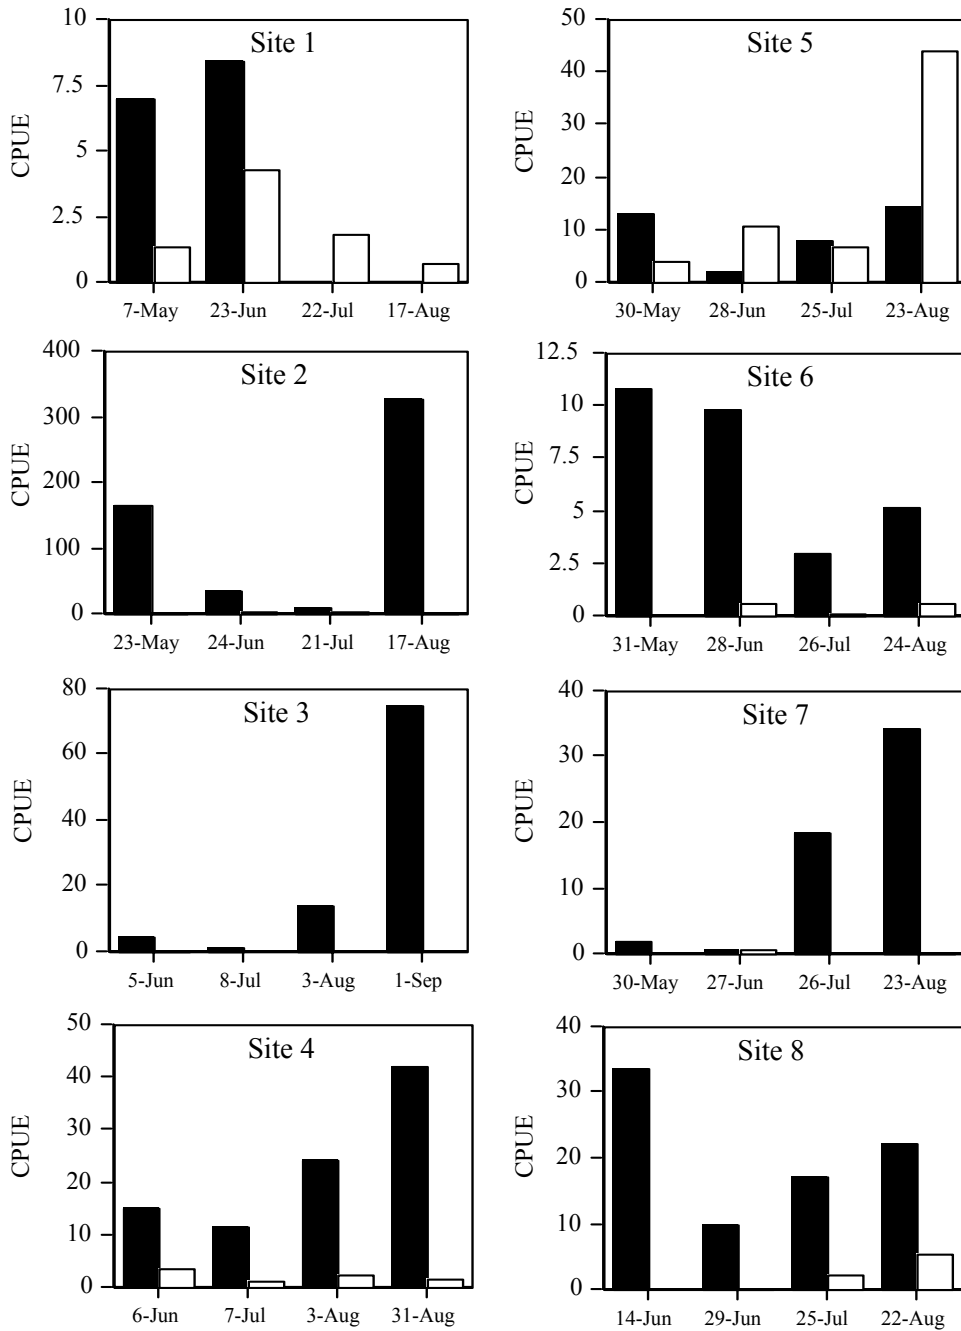 Site 1
CPUE
10
7.5
5
2.5
0
7-May 23-Jun 22-Jul 17-Aug
Site 5
CPUE
50
40
30
20
10
0
30-May 28-Jun 25-Jul 23-Aug
Site 2
CPUE
400
300
200
100
0
23-May 24-Jun 21-Jul 17-Aug
Site 6
CPUE
12.5
10
7.5
5
2.5
0
31-May 28-Jun 26-Jul 24-Aug
Site 3
CPUE
80
60
40
20
0
5-Jun 8-Jul 3-Aug 1-Sep
Site 7
CPUE
40
30
20
10
0
30-May 27-Jun 26-Jul 23-Aug
Site 4
CPUE
50
40
30
20
10
0
6-Jun 7-Jul 3-Aug 31-Aug
Site 8
CPUE
40
30
20
10
0
14-Jun 29-Jun 25-Jul 22-Aug